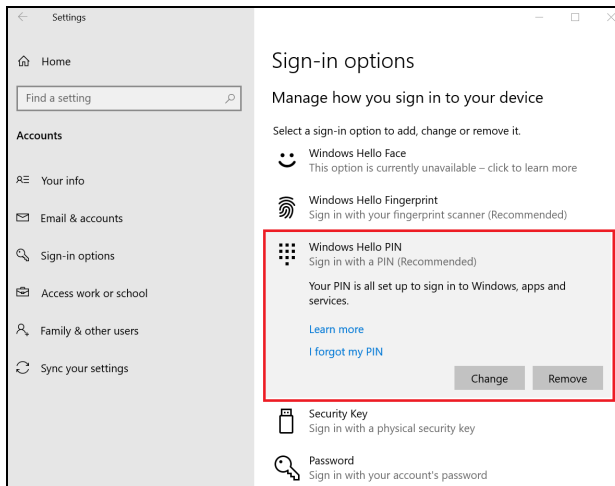 Settings
Home
Find a setting
Accounts
Your info
Email & accounts
Sign-in options
Access work or school
Family & other users
Sync your settings
Sign-in options
Manage how you sign in to your device
Select a sign-in option to add, change or remove it.
Windows Hello Face
This option is currently unavailable – click to learn more
Windows Hello Fingerprint
Sign in with your fingerprint scanner (Recommended)
Windows Hello PIN
Sign in with a PIN (Recommended)
Your PIN is all set up to sign in to Windows, apps and
services.
Learn more
I forgot my PIN
Change Remove
Security Key
Sign in with a physical security key
Password
Sign in with your account's password